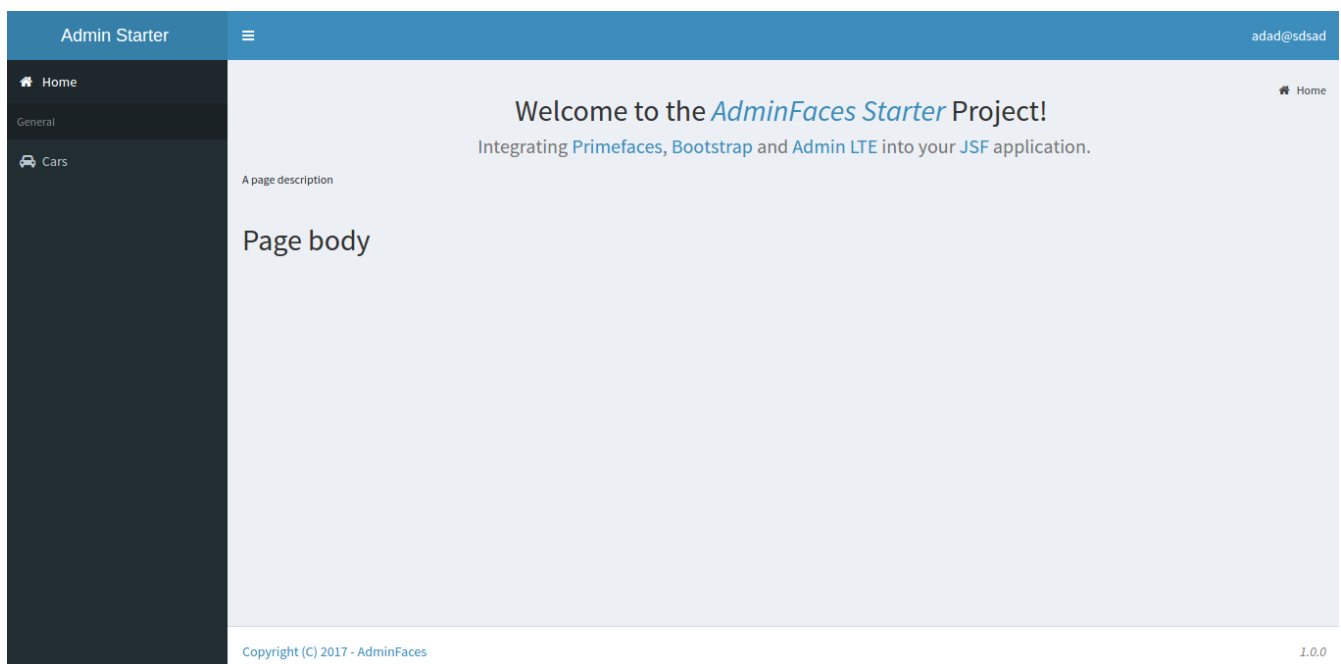 Admin Starter
adad@sdsad
Home
General
Cars
Home
Welcome to the AdminFaces Starter Project!
Integrating Primefaces, Bootstrap and Admin LTE into your JSF application.
A page description
Page body
Copyright (C) 2017 - AdminFaces
1.0.0